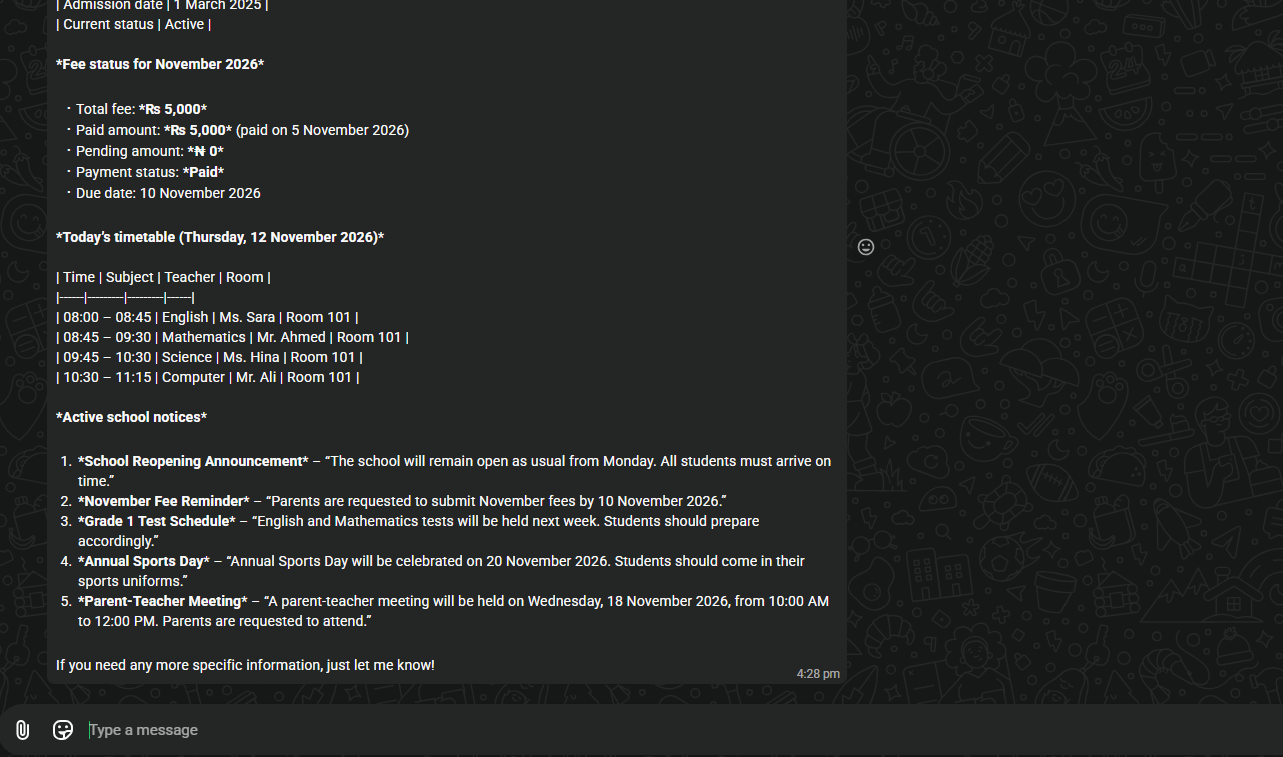 | Admission date | 1 March 2025 |
| Current status | Active |
*Fee status for November 2026*
· Total fee: *₨ 5,000*
· Paid amount: *₨ 5,000* (paid on 5 November 2026)
· Pending amount: *₦ 0*
· Payment status: *Paid*
· Due date: 10 November 2026
*Today’s timetable (Thursday, 12 November 2026)*
| Time | Subject | Teacher | Room |
|------|---------|---------|------|
| 08:00 – 08:45 | English | Ms. Sara | Room 101 |
| 08:45 – 09:30 | Mathematics | Mr. Ahmed | Room 101 |
| 09:45 – 10:30 | Science | Ms. Hina | Room 101 |
| 10:30 – 11:15 | Computer | Mr. Ali | Room 101 |
*Active school notices*
1. *School Reopening Announcement* – “The school will remain open as usual from Monday. All students must arrive on
time.”
2. *November Fee Reminder* – “Parents are requested to submit November fees by 10 November 2026.”
3. *Grade 1 Test Schedule* – “English and Mathematics tests will be held next week. Students should prepare
accordingly.”
4. *Annual Sports Day* – “Annual Sports Day will be celebrated on 20 November 2026. Students should come in their
sports uniforms.”
5. *Parent-Teacher Meeting* – “A parent-teacher meeting will be held on Wednesday, 18 November 2026, from 10:00 AM
to 12:00 PM. Parents are requested to attend.”
If you need any more specific information, just let me know!
4:28 pm
Type a message